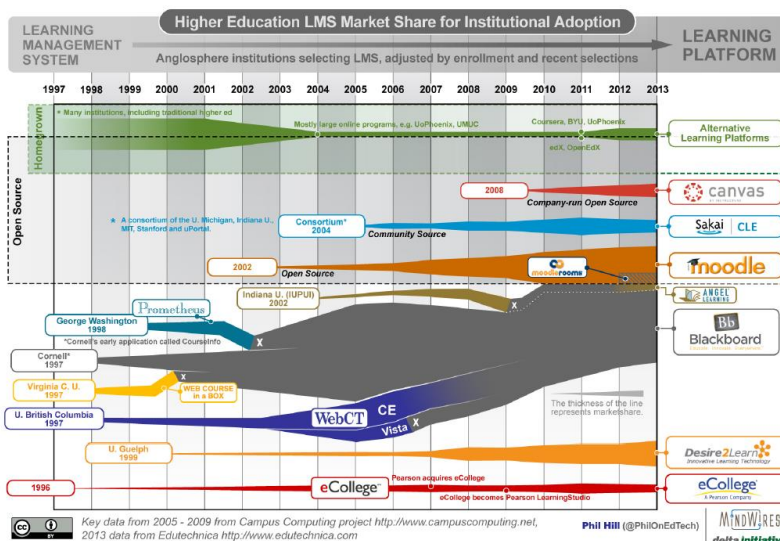 Higher Education LMS Market Share for Institutional Adoption
LEARNING
MANAGEMENT
SYSTEM
Anglosphere institutions selecting LMS, adjusted by enrollment and recent selections
LEARNING
PLATFORM
1997 1998 1999 2000 2001 2002 2003 2004 2005 2006 2007 2008 2009 2010 2011 2012 2013
Homegrown
* Many institutions, including traditional higher ed
Mostly large online programs, e.g. UoPhoenix, UMUC
Coursera, BYU, UoPhoenix
edX, OpenEdX
Alternative
Learning Platforms
Open Source
2008
Company-run Open Source
canvas
* A consortium of the U. Michigan, Indiana U.,
MIT, Stanford and uPortal.
Consortium*
2004
Community Source
Sakai | CLE
2002
Open Source
moodlerooms
moodle
Indiana U. (IUPUI)
2002
X
ANGEL
LEARNING
Prometheus
George Washington
1998
X
*Cornell's early application called CourseInfo
Bb
Blackboard
Cornell*
1997
X
Virginia C. U.
1997
WEB COURSE
in a BOX
The thickness of the line
represents marketshare.
U. British Columbia
1997
WebCT
CE
Vista
X
U. Guelph
1999
Desire2Learn
Innovative Learning Technology
1996
eCollege
Pearson acquires eCollege
eCollege becomes Pearson LearningStudio
eCollege
A Pearson Company
cc
BY
Key data from 2005 - 2009 from Campus Computing project http://www.campuscomputing.net,
2013 data from Edutechnica http://www.edutechnica.com
Phil Hill (@PhilOnEdTech)
MINDWIRES
delta initiative